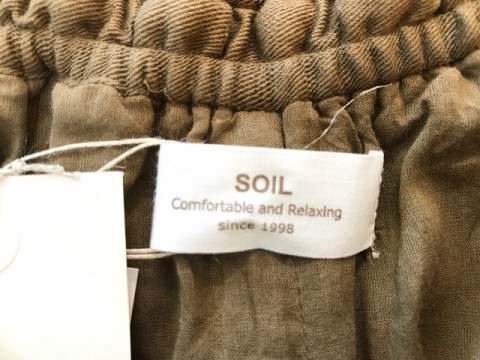 SOIL
Comfortable and Relaxing
since 1998